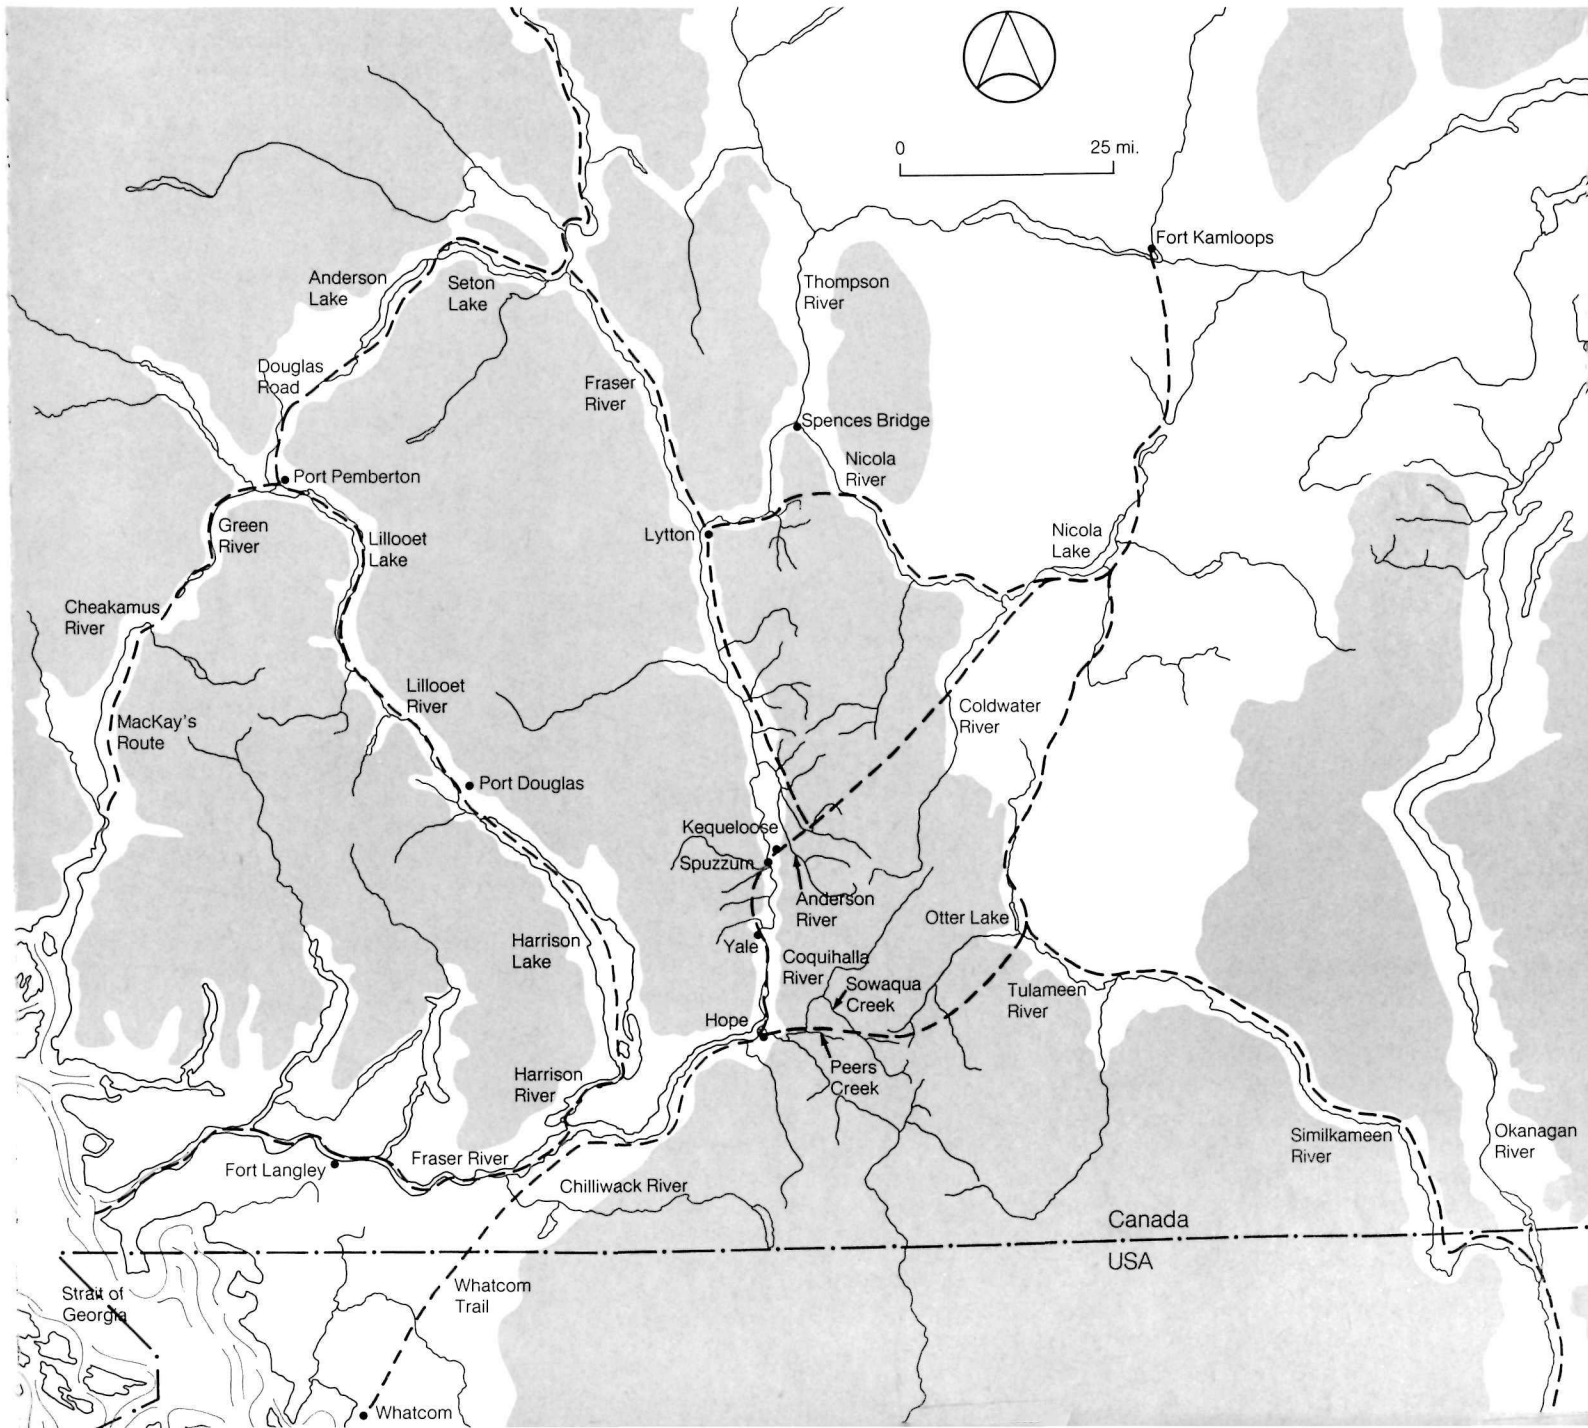 0
25 mi.
Fort Kamloops
Anderson
Lake
Seton
Lake
Thompson
River
Douglas
Road
Fraser
River
Spences Bridge
Nicola
River
Port Pemberton
Green
River
Lillooet
Lake
Lytton
Nicola
Lake
Cheakamus
River
Lillooet
River
Coldwater
River
MacKay's
Route
Port Douglas
Kequeloose
Spuzzum
Anderson
River
Otter Lake
Harrison
Lake
Yale
Coquihalla
River
Sowaqua
Creek
Tulameen
River
Hope
Peers
Creek
Harrison
River
Similkameen
River
Okanagan
River
Fort Langley
Fraser River
Chilliwack River
Canada
USA
Whatcom
Trail
Strait of
Georgia
Whatcom